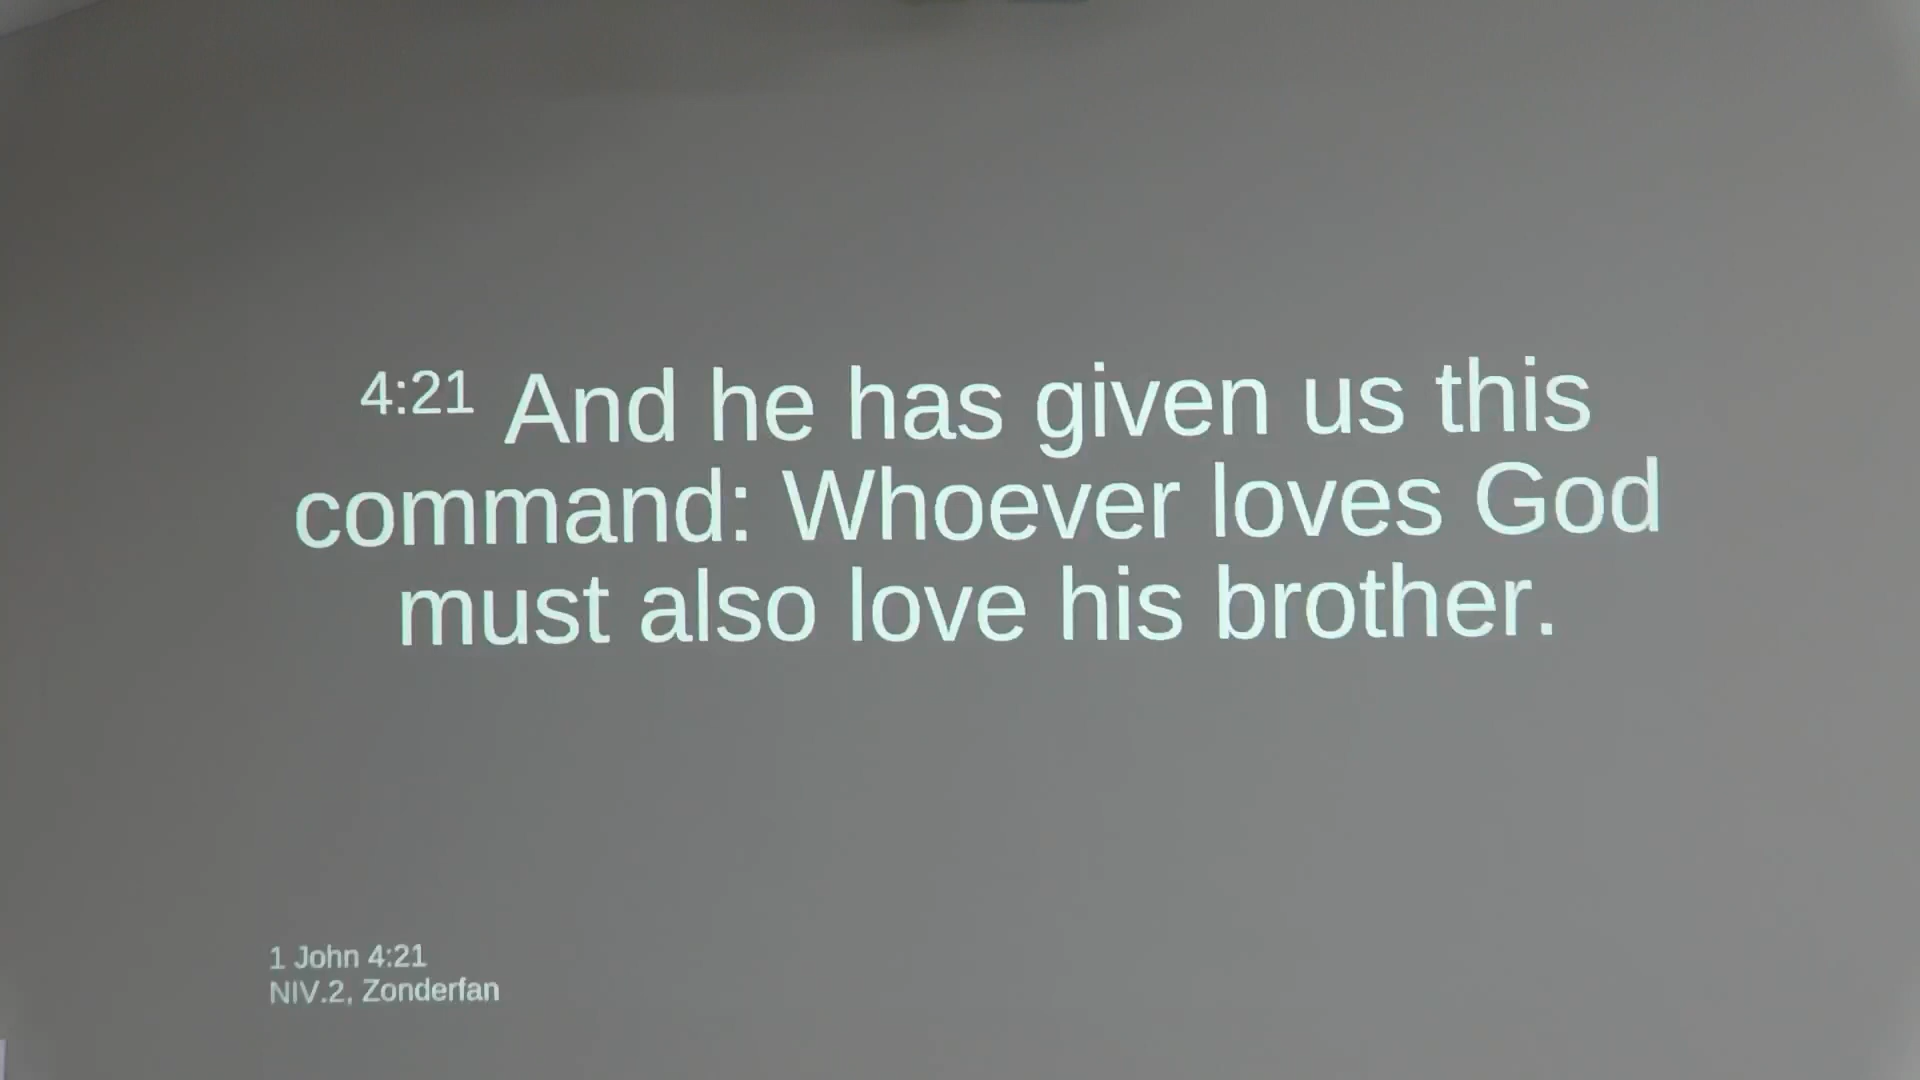 4:21 And he has given us this
command: Whoever loves God
must also love his brother.
1 John 4:21
NIV.2, Zonderfan